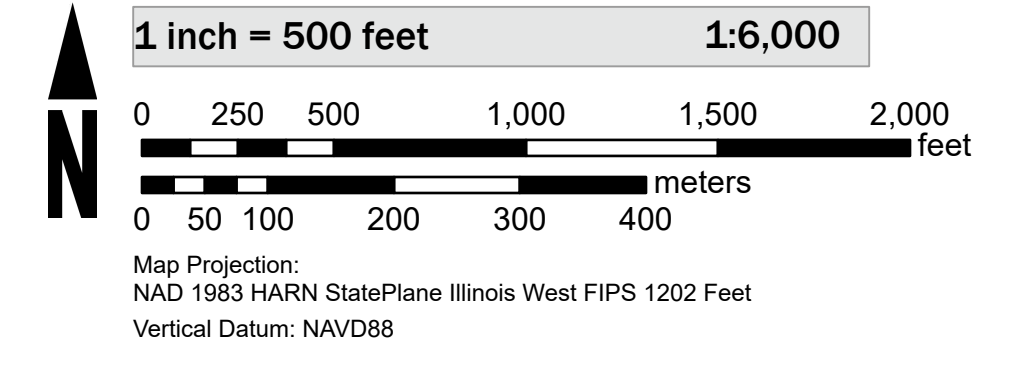 1 inch = 500 feet 1:6,000
0 250 500 1,000 1,500 2,000
feet
meters
0 50 100 200 300 400
N
Map Projection:
NAD 1983 HARN StatePlane Illinois West FIPS 1202 Feet
Vertical Datum: NAVD88